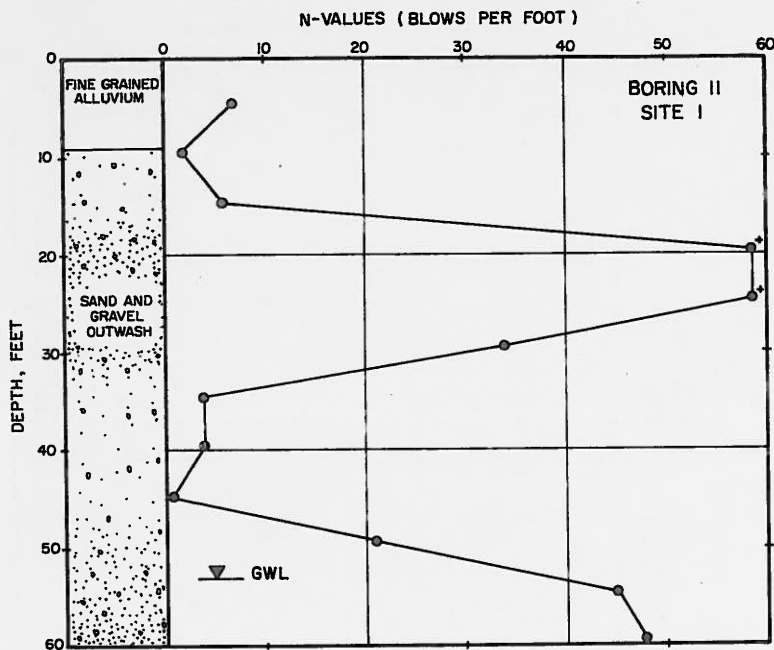 N-VALUES (BLOWS PER FOOT)
0 10 20 30 40 50 60
0
FINE GRAINED
ALLUVIUM
BORING 11
SITE 1
10
+
20
+
SAND AND
GRAVEL
OUTWASH
30
DEPTH, FEET
40
50
GWL
60